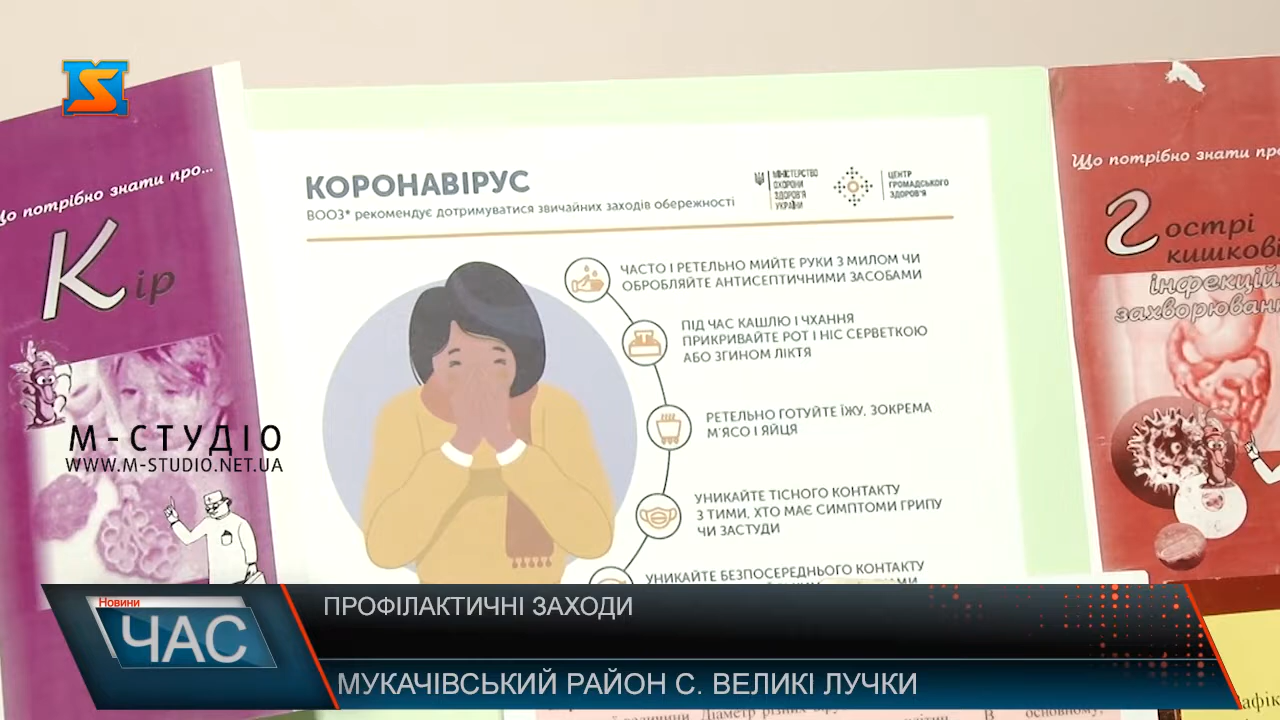 Що потрібно знати про...
Кір
М-СТУДІО
WWW.M-STUDIO.NET.UA
КОРОНАВІРУС
ВООЗ* рекомендує дотримуватися звичайних заходів обережності
МІНІСТЕРСТВО
ОХОРОНИ
ЗДОРОВ'Я
УКРАЇНИ
ЦЕНТР
ГРОМАДСЬКОГО
ЗДОРОВ'Я
ЧАСТО І РЕТЕЛЬНО МИЙТЕ РУКИ З МИЛОМ ЧИ
ОБРОБЛЯЙТЕ АНТИСЕПТИЧНИМИ ЗАСОБАМИ
ПІД ЧАС КАШЛЮ І ЧХАННЯ
ПРИКРИВАЙТЕ РОТ І НІС СЕРВЕТКОЮ
АБО ЗГИНОМ ЛІКТЯ
РЕТЕЛЬНО ГОТУЙТЕ ЇЖУ, ЗОКРЕМА
М'ЯСО І ЯЙЦЯ
УНИКАЙТЕ ТІСНОГО КОНТАКТУ
З ТИМИ, ХТО МАЄ СИМПТОМИ ГРИПУ
ЧИ ЗАСТУДИ
УНИКАЙТЕ БЕЗПОСЕРЕДНЬОГО КОНТАКТУ
Що потрібно знати
Гострі
кишкові
інфекцій
захворюван
Новини
ЧАС
ПРОФІЛАКТИЧНІ ЗАХОДИ
МУКАЧІВСЬКИЙ РАЙОН С. ВЕЛИКІ ЛУЧКИ